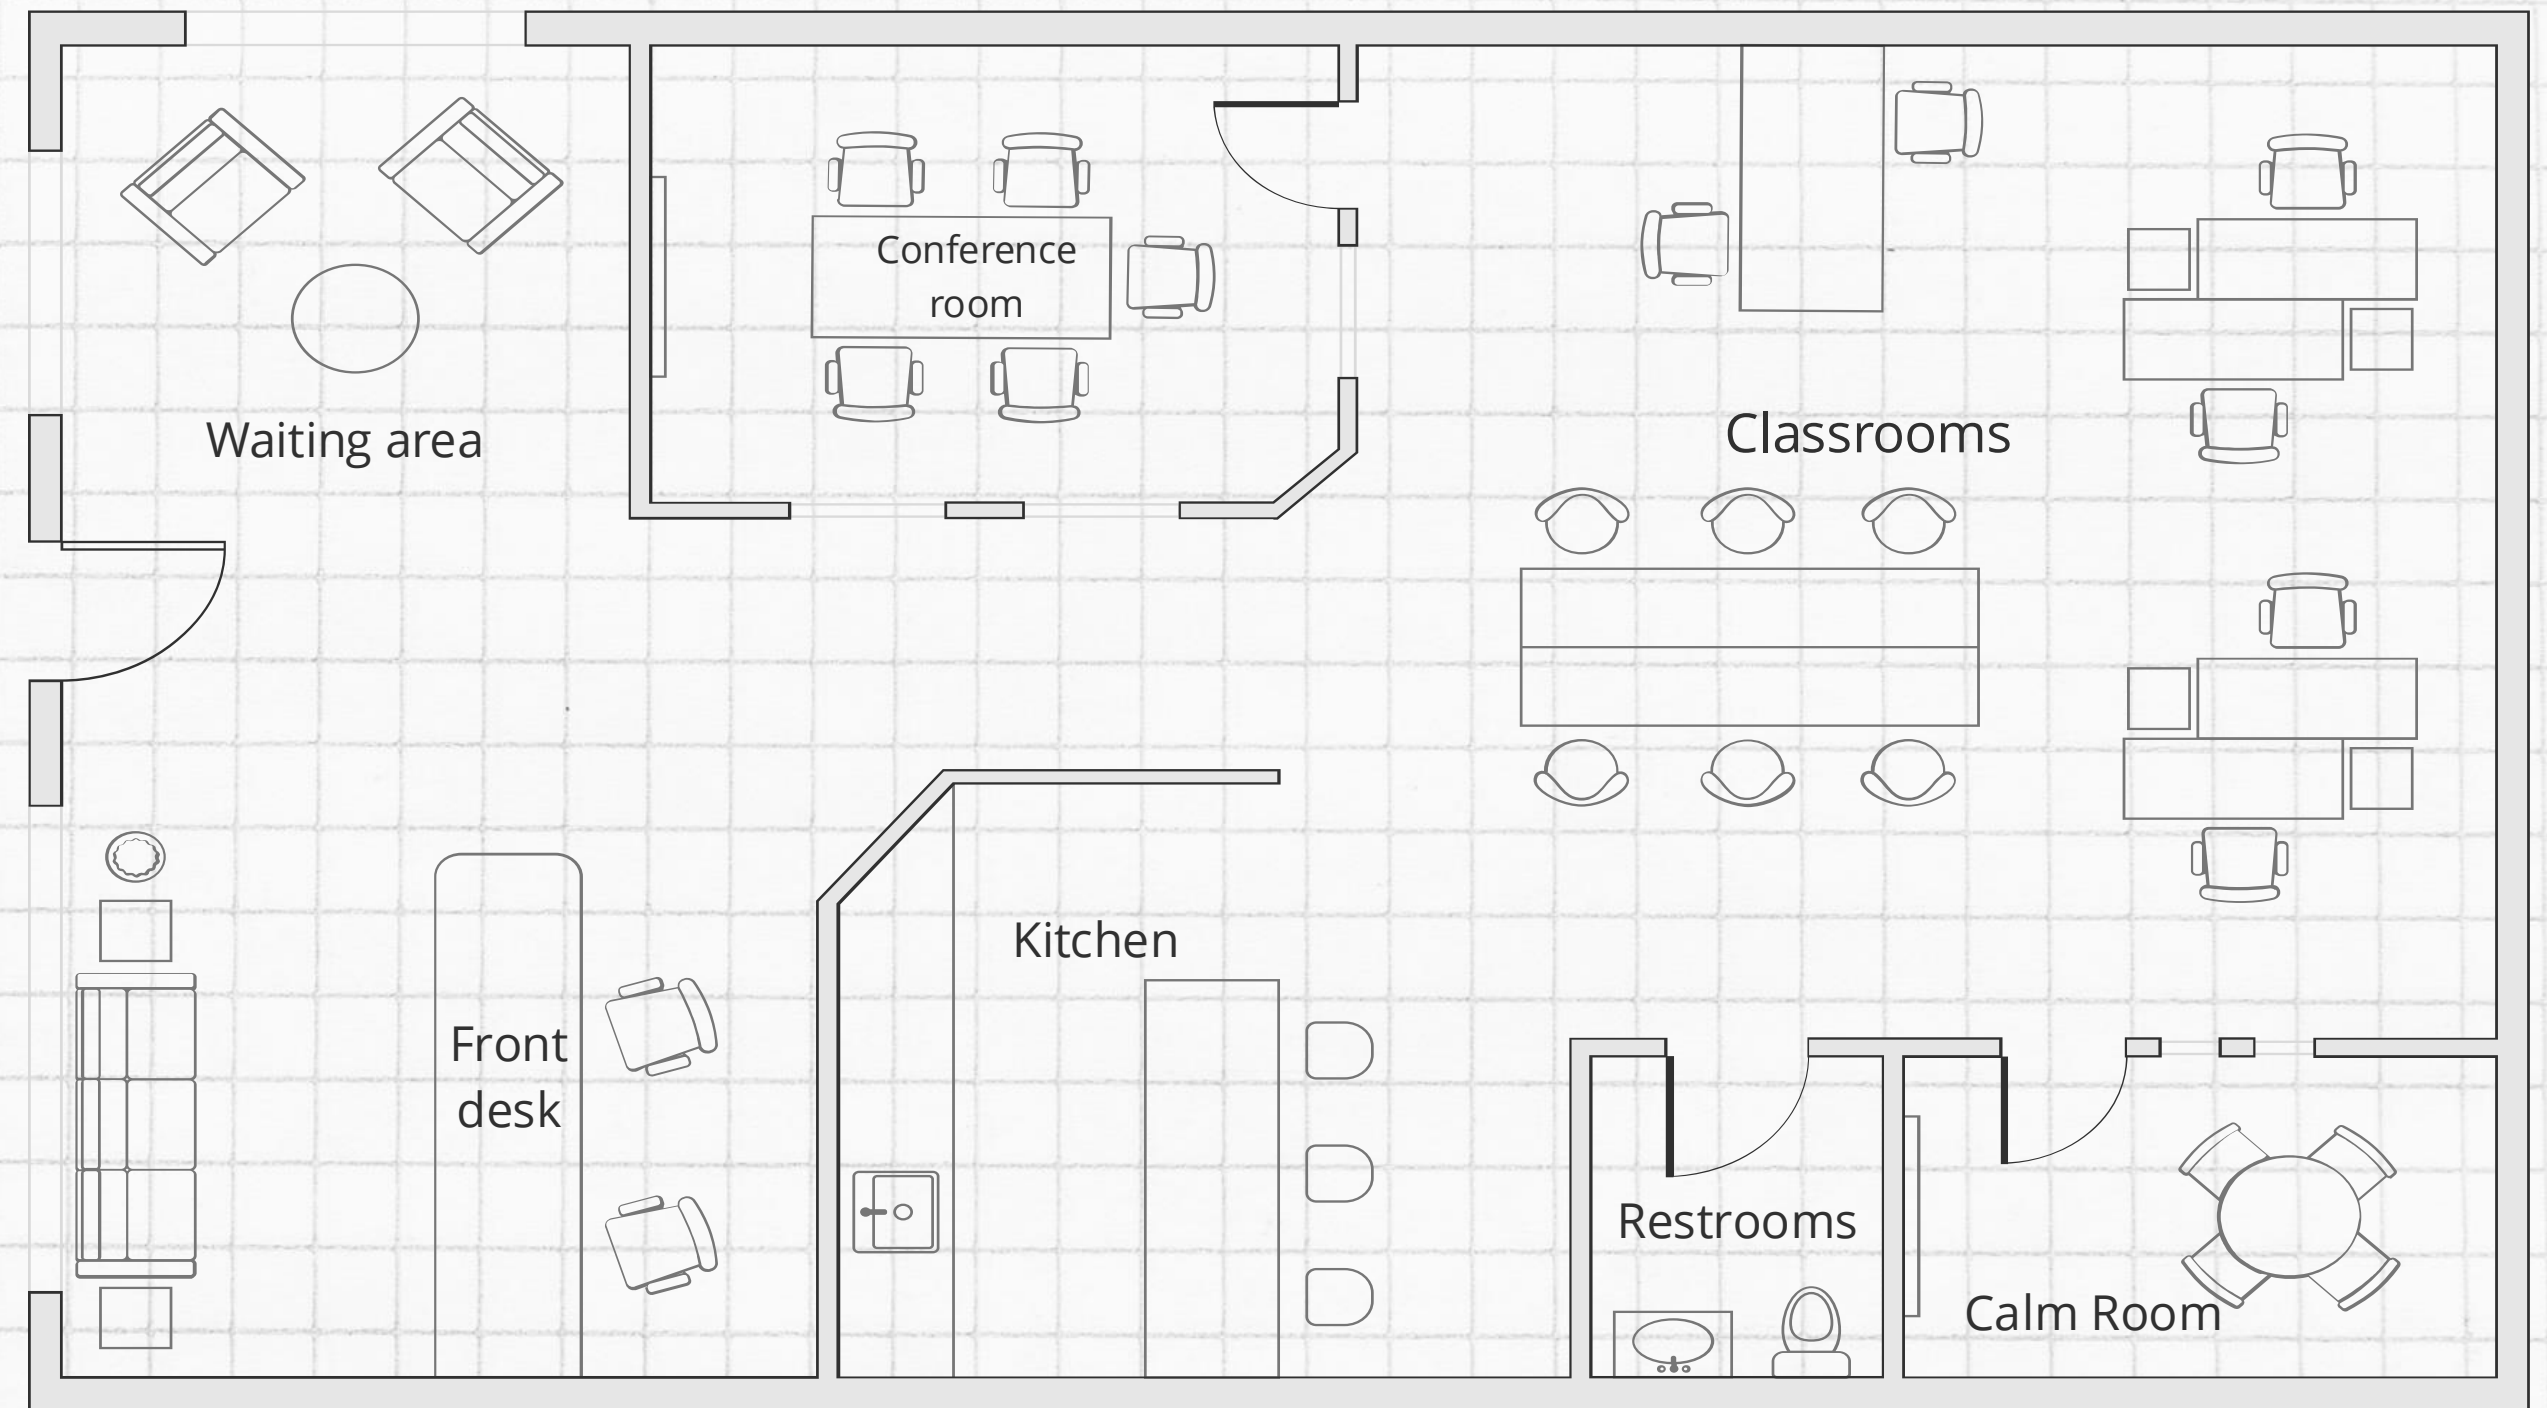 Conference
room
Waiting area
Classrooms
Kitchen
Front
desk
Restrooms
Calm Room